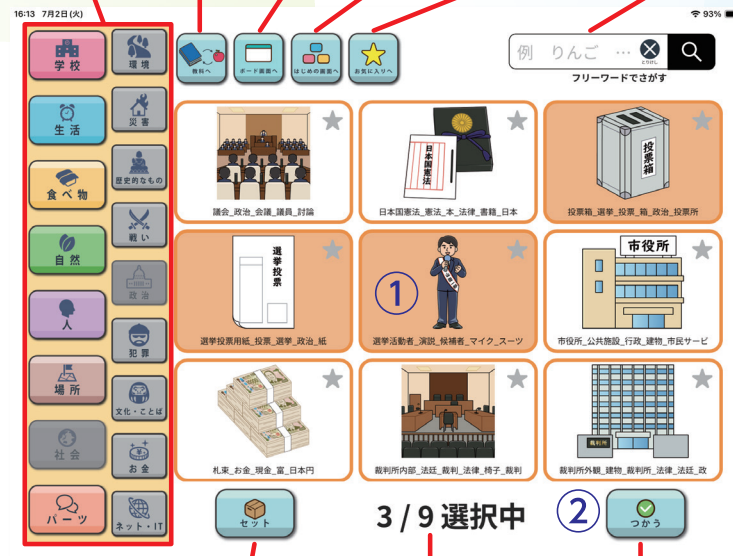 16:13 7月2日(火)
93%
学校
環境
生活
災害
食べ物
歴史的なもの
自然
戦い
政治
人
犯罪
場所
文化・ことば
社会
お金
パーツ
ネット・IT
教科へ
ボード画面へ
はじめの画面へ
お気に入りへ
例 りんご …
とりけし
フリーワードでさがす
議会_政治_会議_議員_討論
日本国憲法
日本国憲法_憲法_本_法律_書籍_日本
投票箱
投票箱_選挙_投票_箱_政治_投票所
選挙投票
選挙投票用紙_投票_選挙_政治_紙
①
選挙活動者_演説_候補者_マイク_スーツ
市役所
市役所_公共施設_行政_建物_市民サービ
札束_お金_現金_富_日本円
裁判所内部_法廷_裁判_法律_椅子_裁判
裁判所
裁判所外観_建物_裁判所_法律_法廷_政
セット
3 / 9 選択中
②
つかう